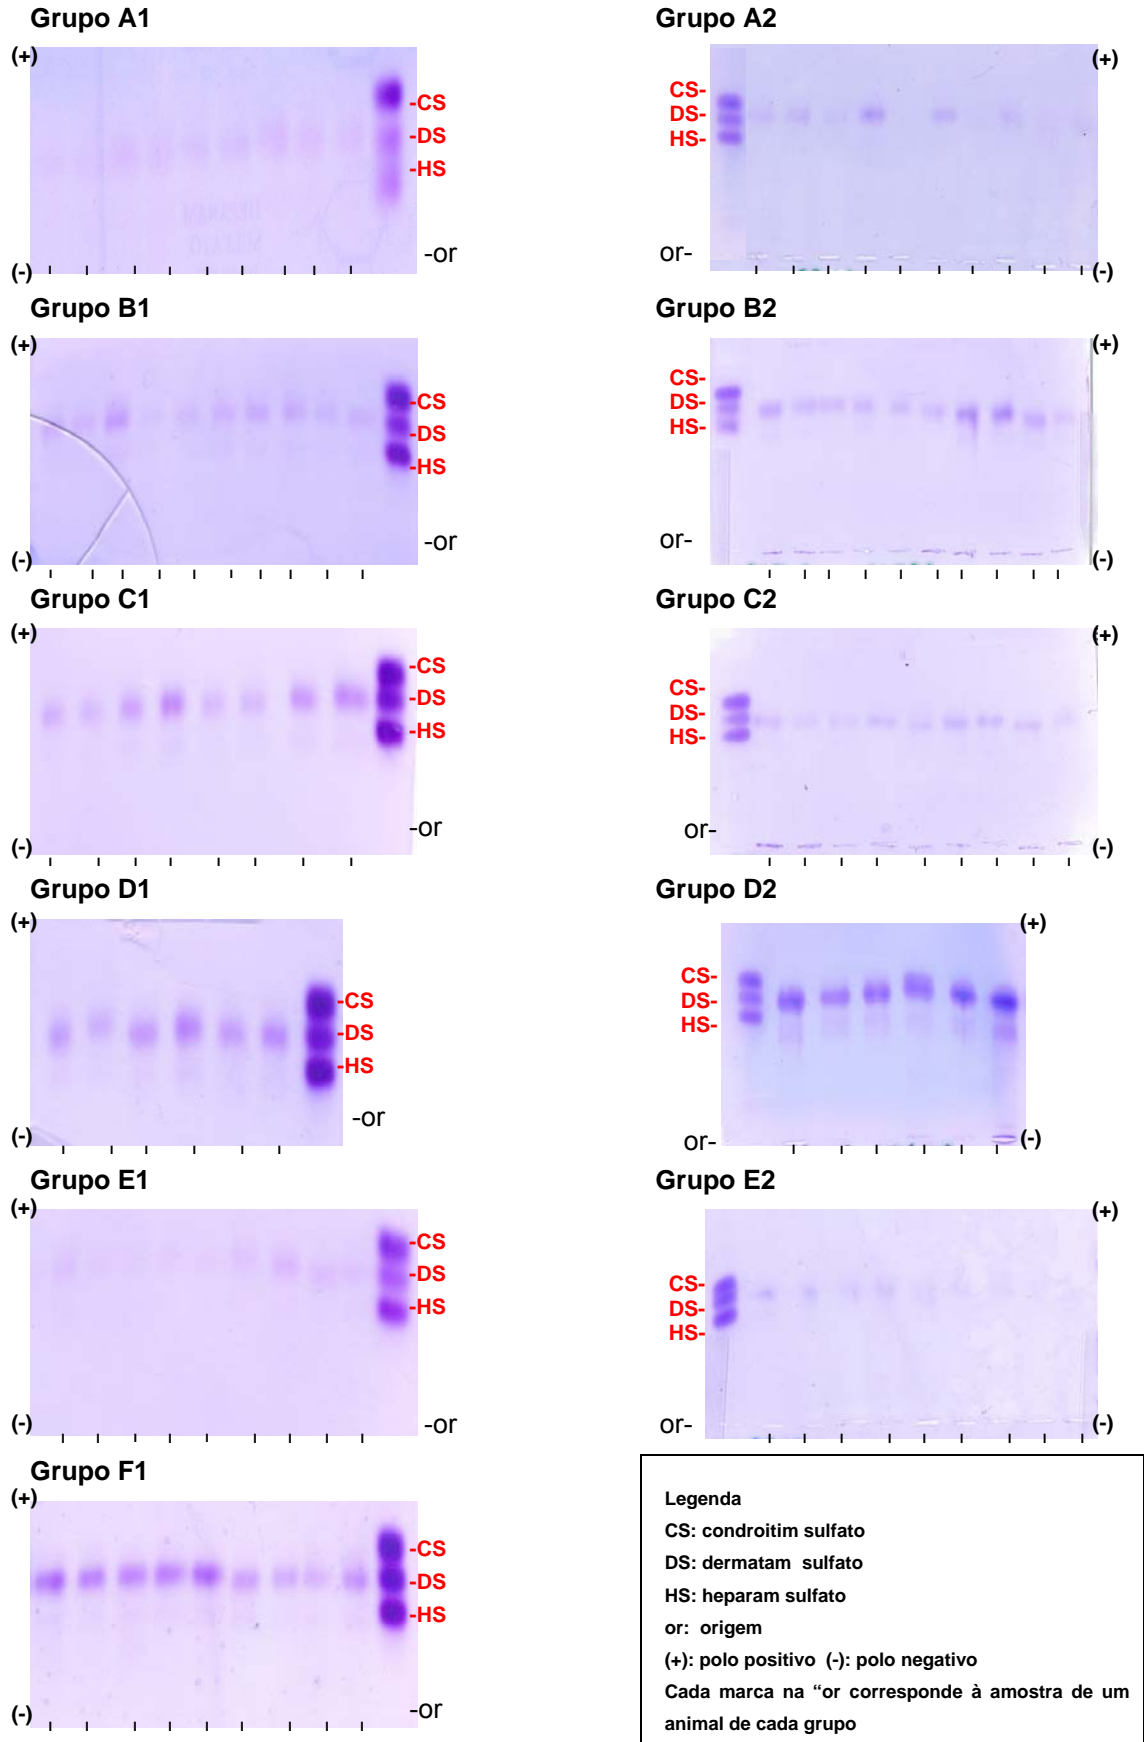 Grupo A1
(+)
-CS
-DS
-HS
-or
(-)
Grupo A2
(+)
CS-
DS-
HS-
or-
(-)
Grupo B1
(+)
-CS
-DS
-HS
-or
(-)
Grupo B2
(+)
CS-
DS-
HS-
or-
(-)
Grupo C1
(+)
-CS
-DS
-HS
-or
(-)
Grupo C2
(+)
CS-
DS-
HS-
or-
(-)
Grupo D1
(+)
-CS
-DS
-HS
-or
(-)
Grupo D2
(+)
CS-
DS-
HS-
or-
(-)
Grupo E1
(+)
-CS
-DS
-HS
-or
(-)
Grupo E2
(+)
CS-
DS-
HS-
or-
(-)
Grupo F1
(+)
-CS
-DS
-HS
-or
(-)
Legenda
CS: condroitim sulfato
DS: dermatam sulfato
HS: heparam sulfato
or: origem
(+): polo positivo (-): polo negativo
Cada marca na “or corresponde à amostra de um
animal de cada grupo